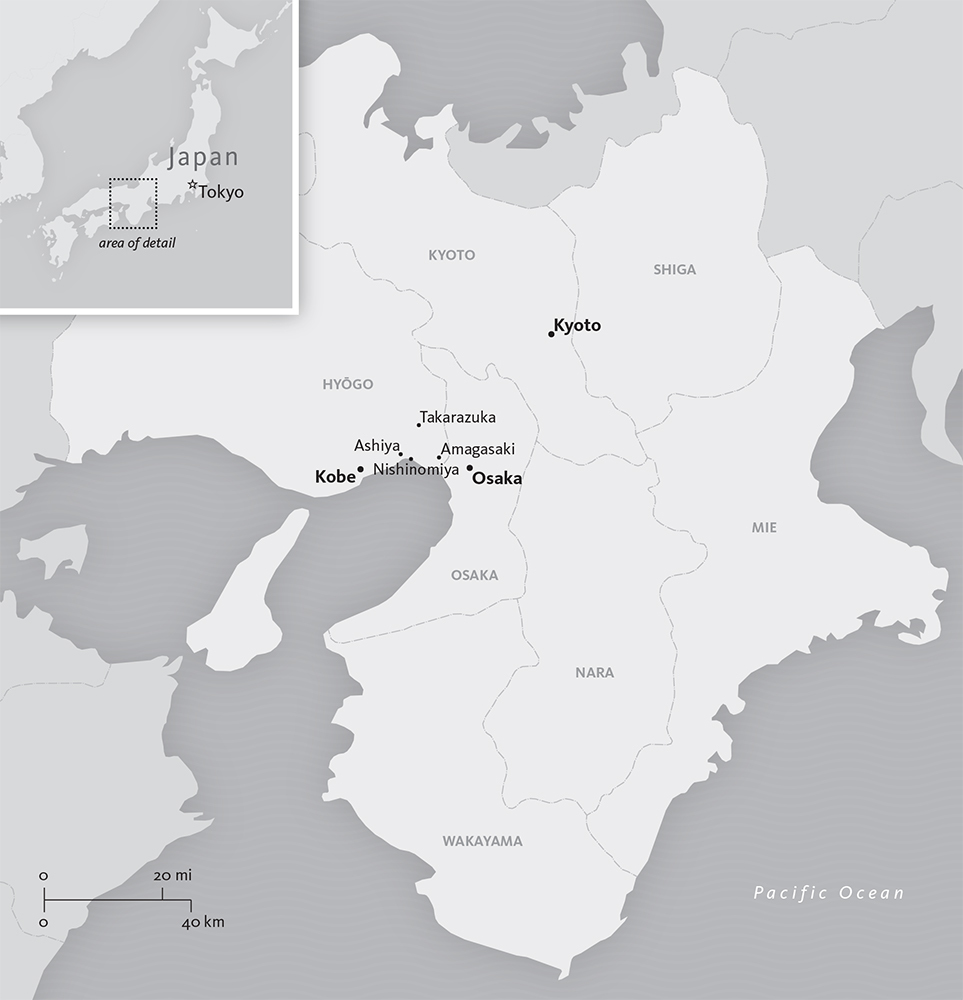 Japan
Tokyo
area of detail
KYOTO
SHIGA
Kyoto
HYŌGO
Takarazuka
Ashiya
Amagasaki
Nishinomiya
Kobe
Osaka
MIE
OSAKA
NARA
WAKAYAMA
0 20 mi
0 40 km
Pacific Ocean